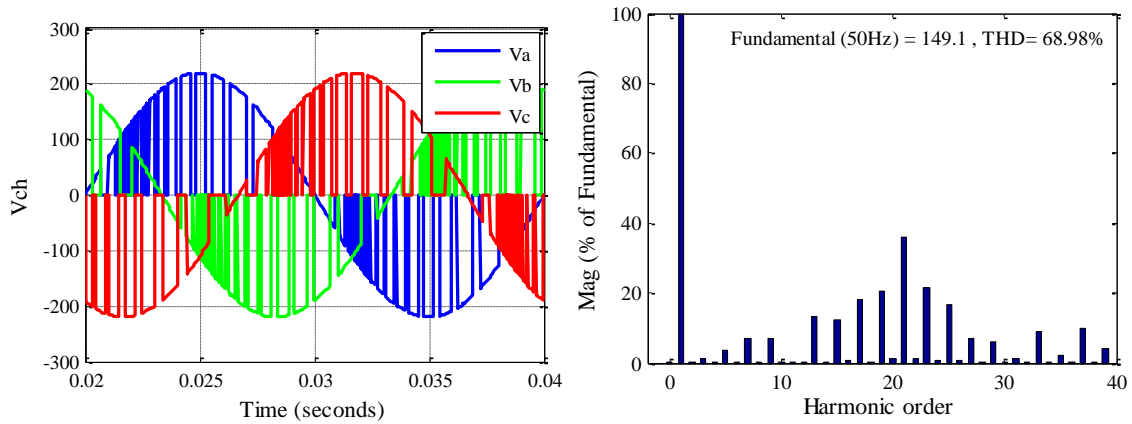 300
200
100
0
-100
-200
-300
Vch
0.02
0.025
0.03
0.035
0.04
Time (seconds)
Va
Vb
Vc
100
80
60
40
20
0
Mag (% of Fundamental)
Fundamental (50Hz) = 149.1 , THD= 68.98%
0
10
20
30
40
Harmonic order